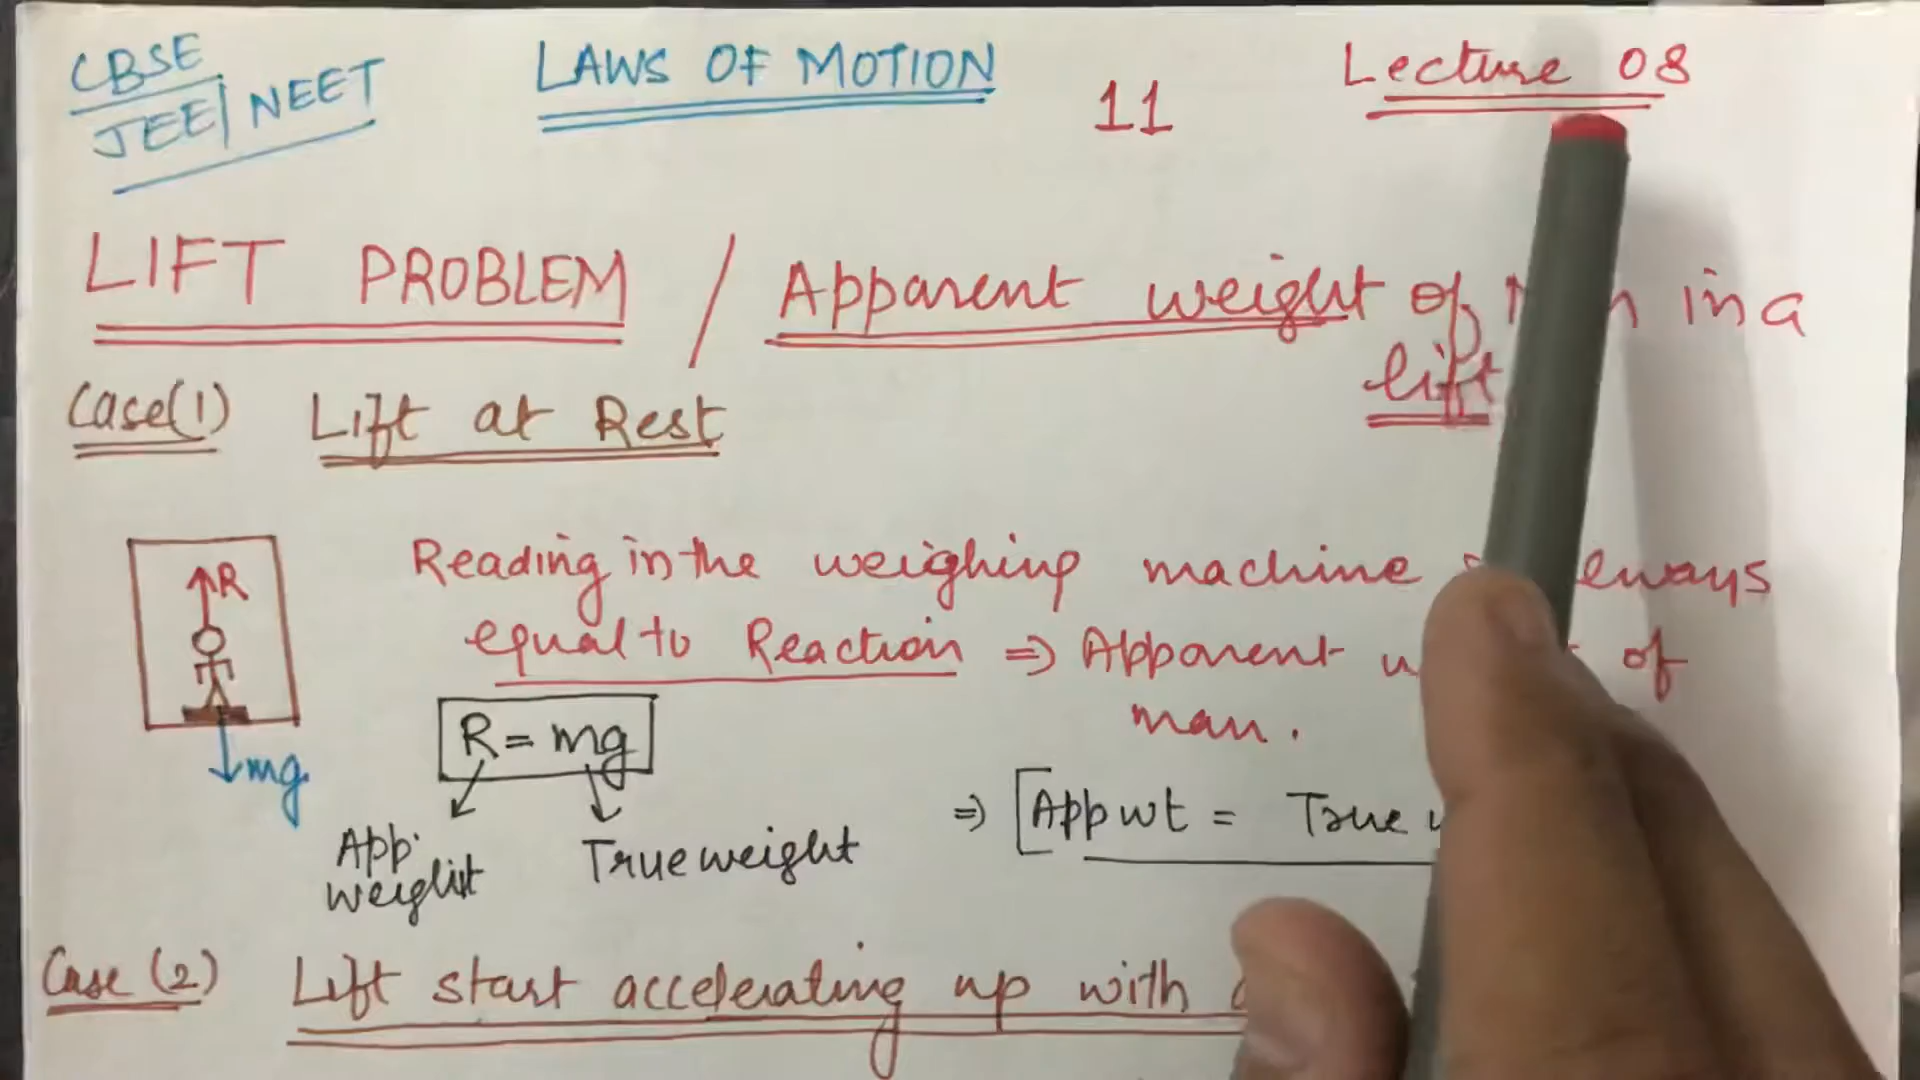 CBSE
JEE/NEET
LAWS OF MOTION
11
Lecture 08
LIFT PROBLEM / Apparent weight of in a
lift
Case(1) Lift at Rest
R
mg
Reading in the weighing machine
equal to Reaction ⇒ Apparent of
man.
R = mg
App. weight
True weight
⇒ [App wt = True
Case (2) Lift start accelerating up with